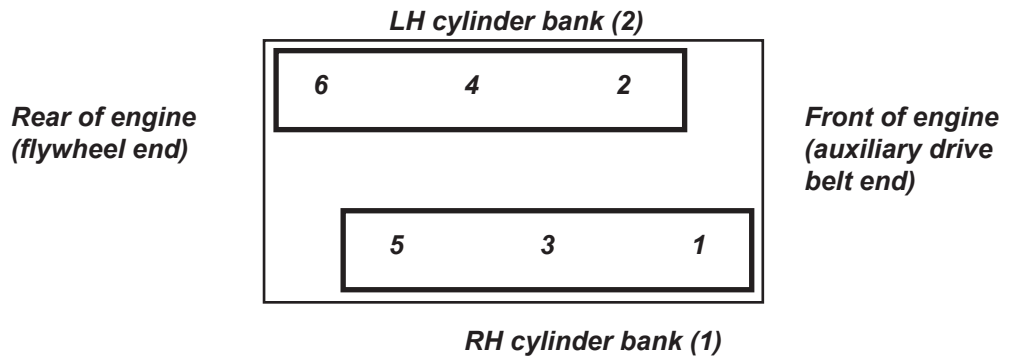 LH cylinder bank (2)
6 4 2
Rear of engine
(flywheel end)
Front of engine
(auxiliary drive
belt end)
5 3 1
RH cylinder bank (1)